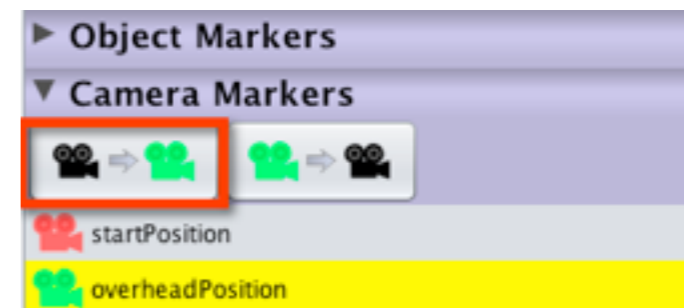 Object Markers
Camera Markers
startPosition
overheadPosition